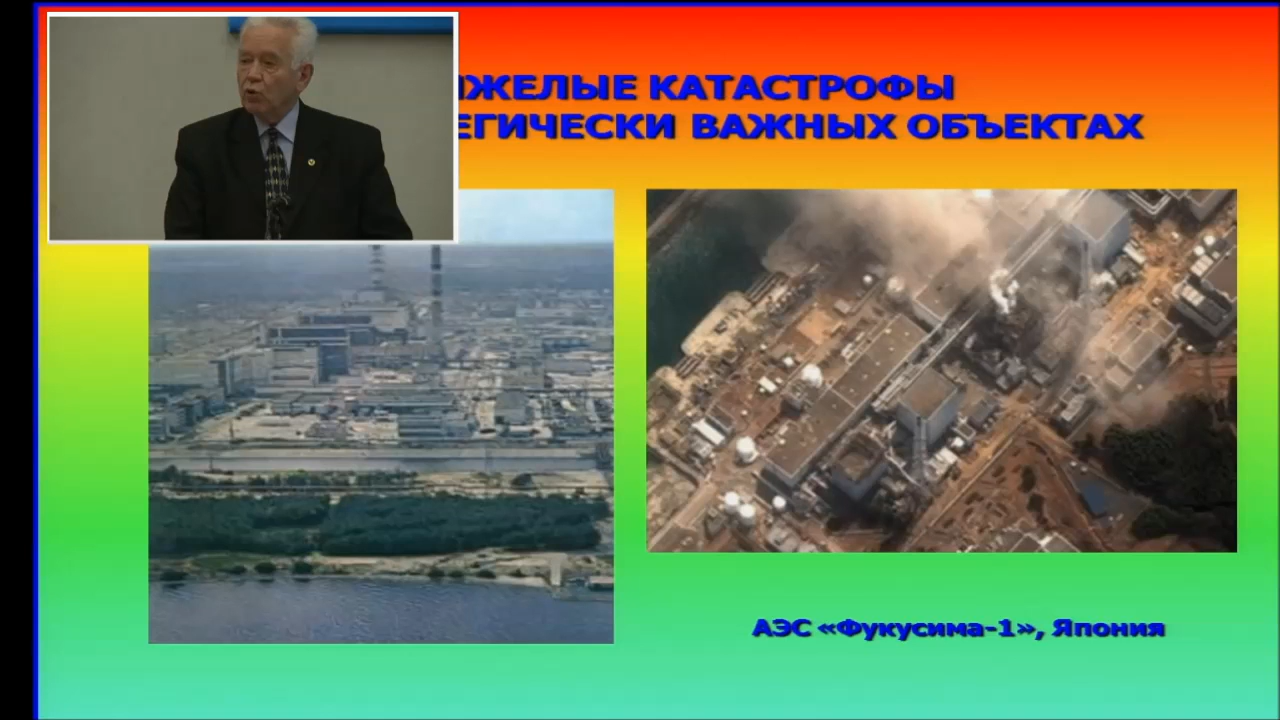 ЖЕЛЫЕ КАТАСТРОФЫ
ЕГИЧЕСКИ ВАЖНЫХ ОБЪЕКТАХ
АЭС «Фукусима-1», Япония